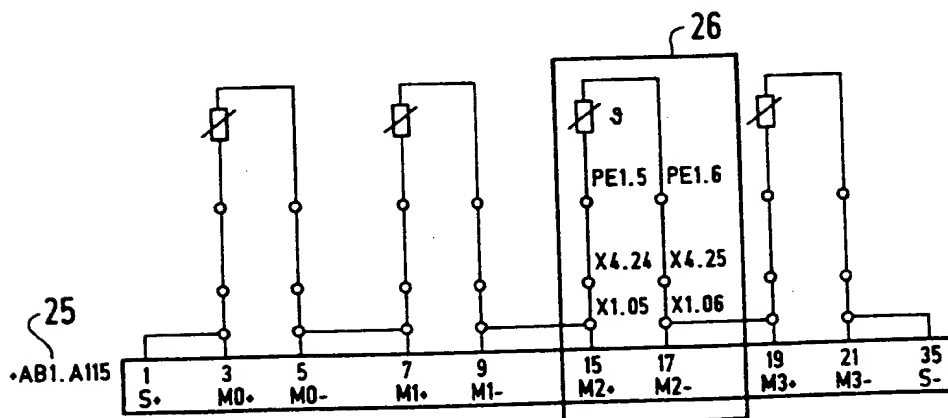 26
ϑ
PE1.5 PE1.6
X4.24 X4.25
X1.05 X1.06
25
+AB1.A115
1 3 5 7 9 15 17 19 21 35
S+ M0+ M0- M1+ M1- M2+ M2- M3+ M3- S-